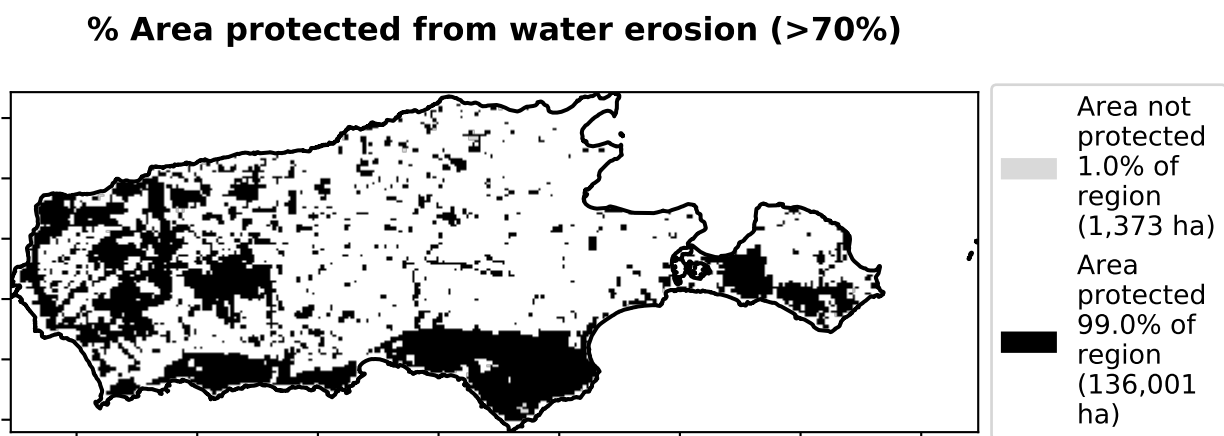 % Area protected from water erosion (>70%)
Area not
protected
1.0% of
region
(1,373 ha)
Area
protected
99.0% of
region
(136,001
ha)